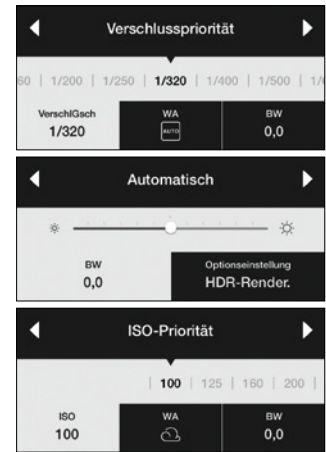 Verschlusspriorität
60 | 1/200 | 1/250 | 1/320 | 1/400 | 1/500 | 1/
VerschlGsch WA BW
1/320 AUTO 0,0
Automatisch
BW Optionseinstellung
0,0 HDR-Render.
ISO-Priorität
| 100 | 125 | 160 | 200 |
ISO WA BW
100 0,0